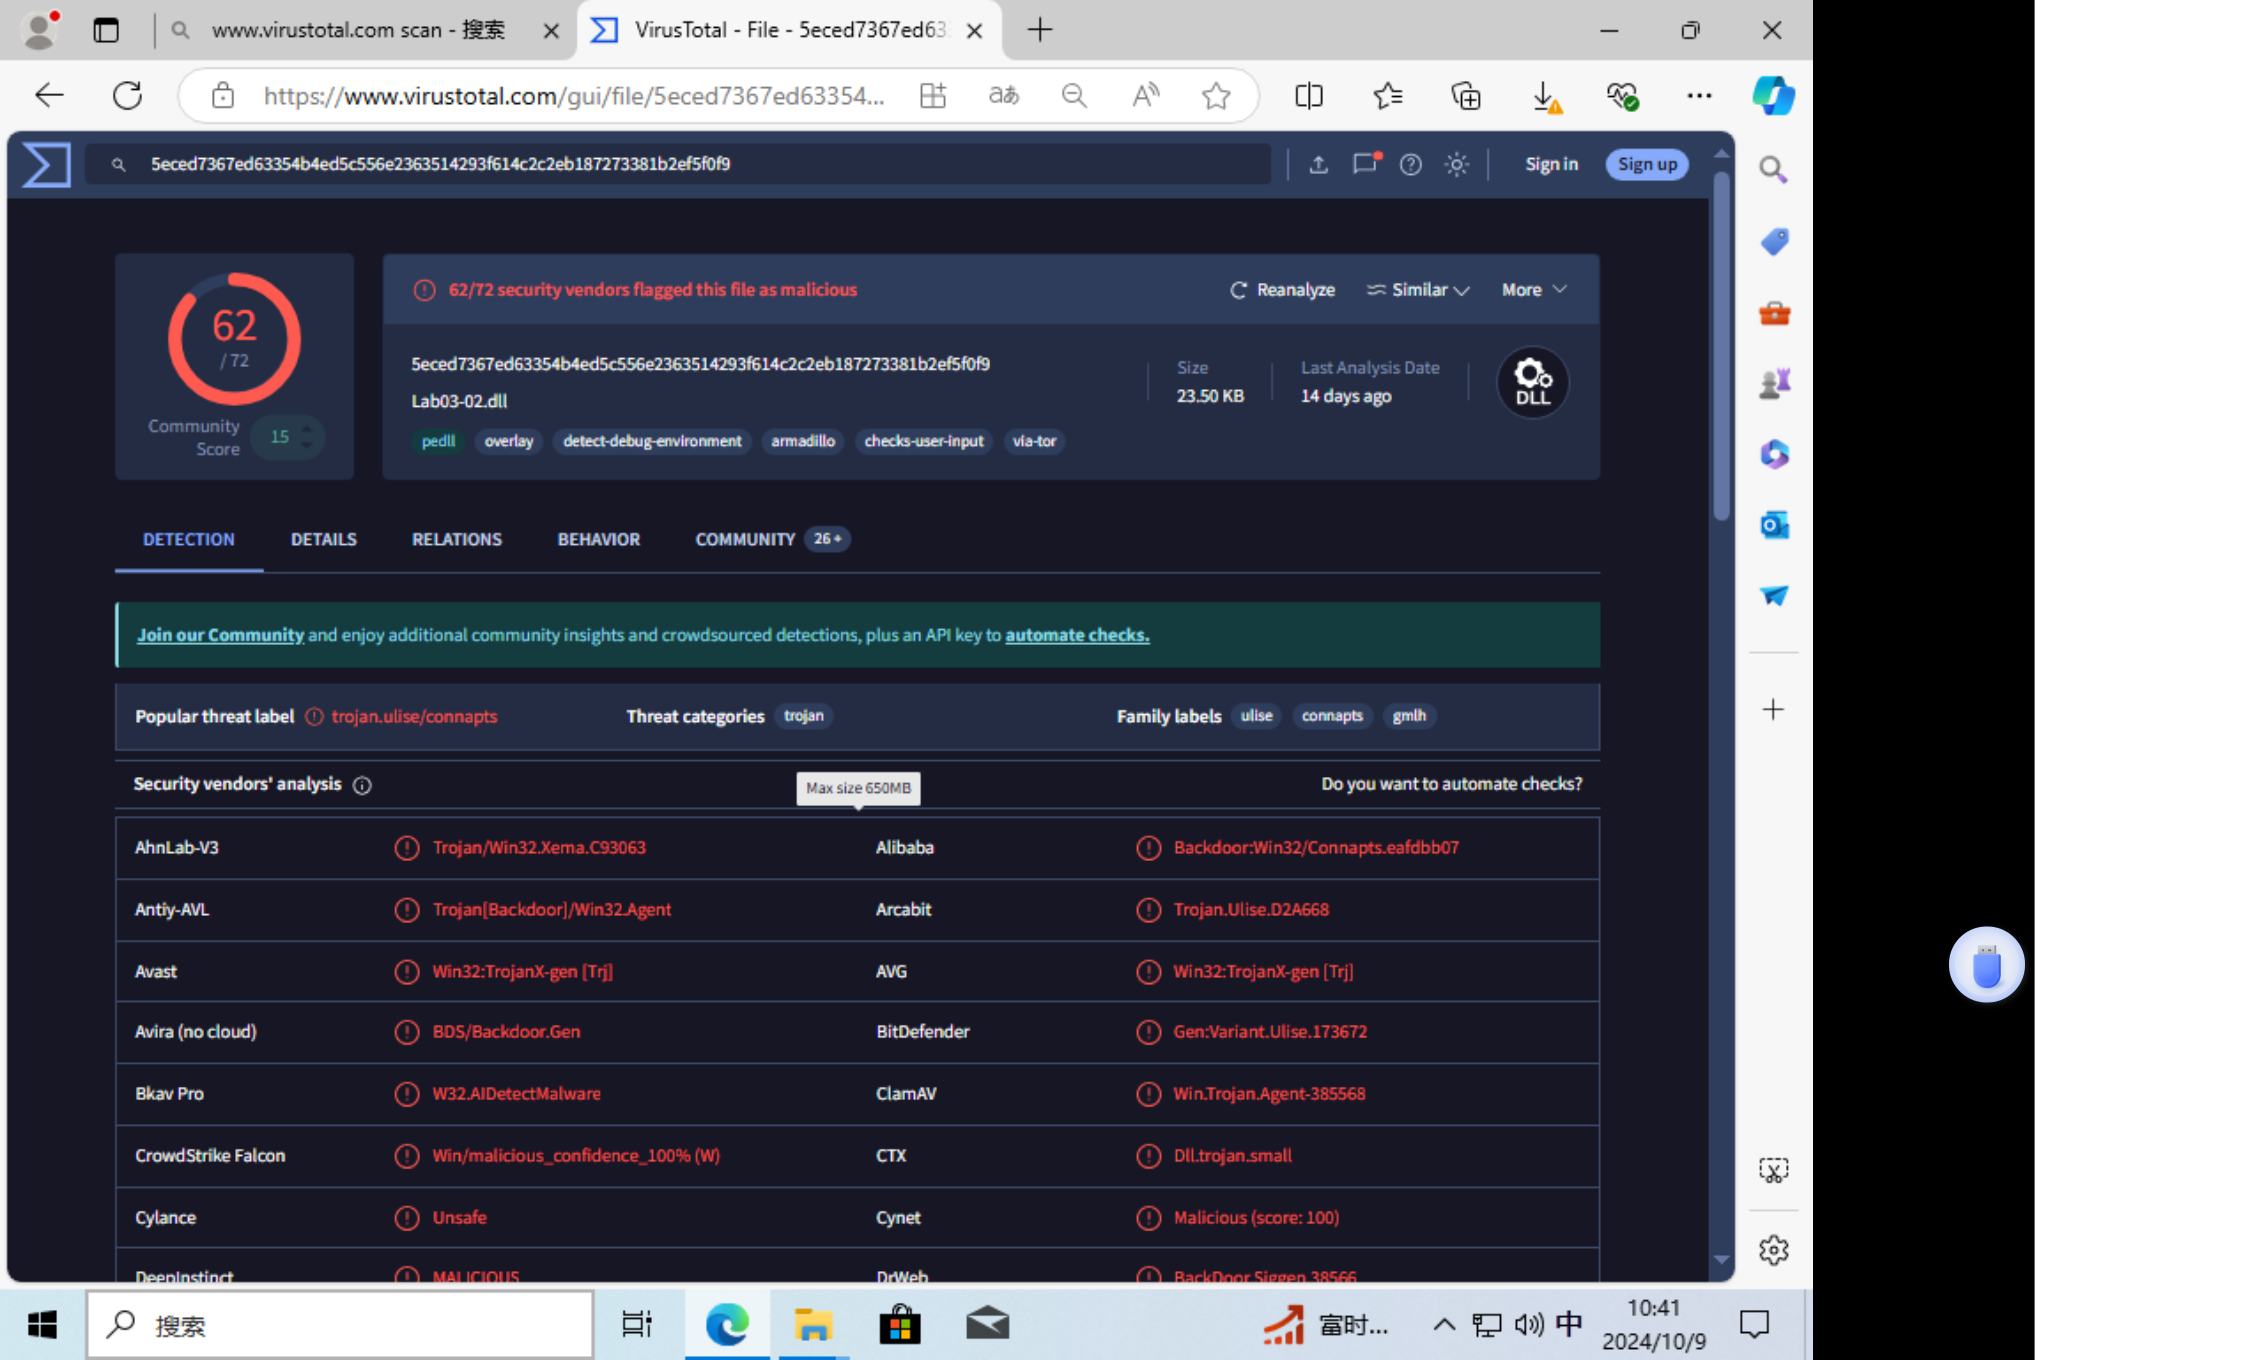 www.virustotal.com scan - 搜索
VirusTotal - File - 5eced7367ed63
https://www.virustotal.com/gui/file/5eced7367ed63354...
5eced7367ed63354b4ed5c556e2363514293f614c2c2eb187273381b2ef5f0f9
Sign in
Sign up
62
/ 72
Community
Score
15
62/72 security vendors flagged this file as malicious
Reanalyze
Similar
More
5eced7367ed63354b4ed5c556e2363514293f614c2c2eb187273381b2ef5f0f9
Lab03-02.dll
pedll overlay detect-debug-environment armadillo checks-user-input via-tor
Size
23.50 KB
Last Analysis Date
14 days ago
DLL
DETECTION DETAILS RELATIONS BEHAVIOR COMMUNITY 26+
Join our Community and enjoy additional community insights and crowdsourced detections, plus an API key to automate checks.
Popular threat label trojan.ulise/connapts Threat categories trojan Family labels ulise connapts gmlh
Security vendors' analysis Do you want to automate checks?
Max size 650MB
AhnLab-V3 Trojan/Win32.Xema.C93063 Alibaba Backdoor:Win32/Connapts.eafdbb07
Antiy-AVL Trojan[Backdoor]/Win32.Agent Arcabit Trojan.Ulise.D2A668
Avast Win32:TrojanX-gen [Trj] AVG Win32:TrojanX-gen [Trj]
Avira (no cloud) BDS/Backdoor.Gen BitDefender Gen:Variant.Ulise.173672
Bkav Pro W32.AIDetectMalware ClamAV Win.Trojan.Agent-385568
CrowdStrike Falcon Win/malicious_confidence_100% (W) CTX Dll.trojan.small
Cylance Unsafe Cynet Malicious (score: 100)
DeepInstinct MALICIOUS DrWeb BackDoor.Siggen.38566
搜索
富时...
中
10:41
2024/10/9